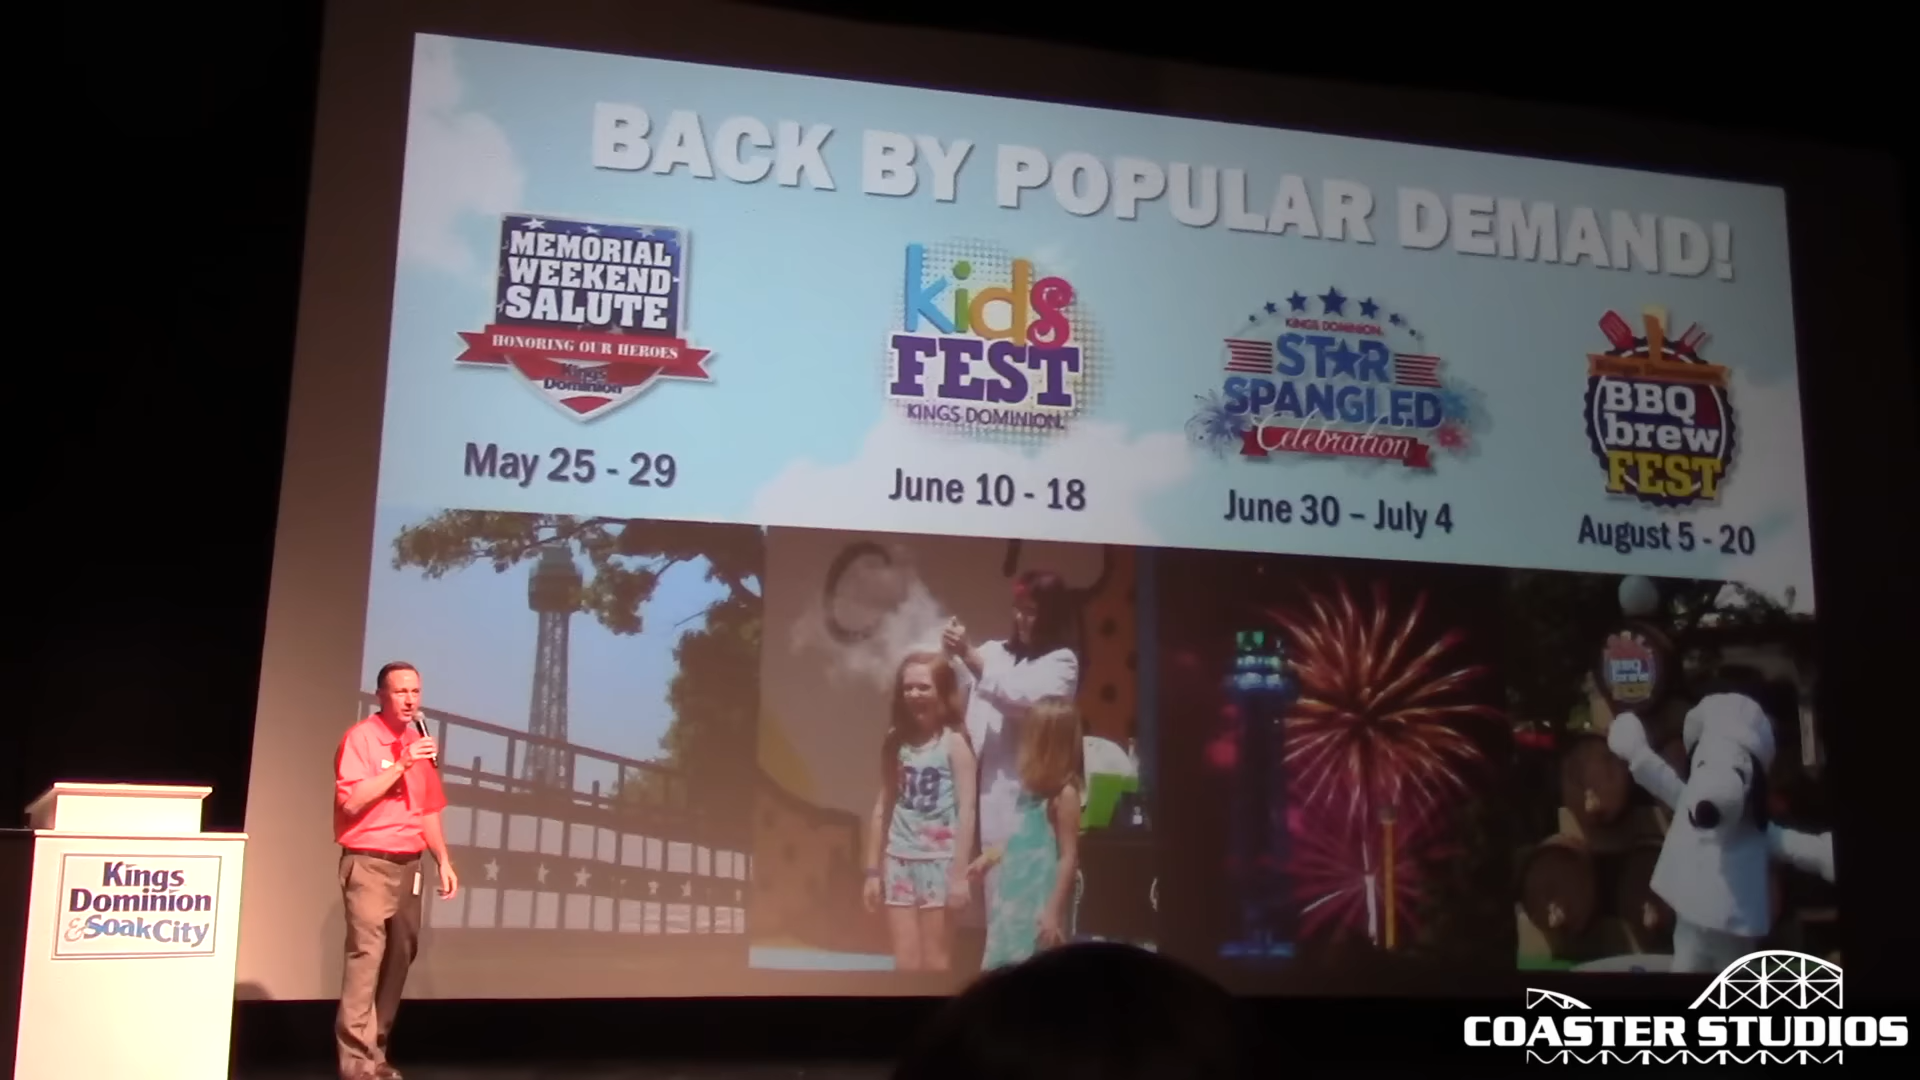 BACK BY POPULAR DEMAND!
MEMORIAL
WEEKEND
SALUTE
HONORING OUR HEROES
Kings
Dominion
May 25 - 29
kids
FEST
KINGS DOMINION
June 10 - 18
KINGS DOMINION
STAR
SPANGLED
Celebration
June 30 – July 4
BBQ
brew
FEST
August 5 - 20
BBQ
brew
Kings
Dominion
& Soak City
COASTER STUDIOS